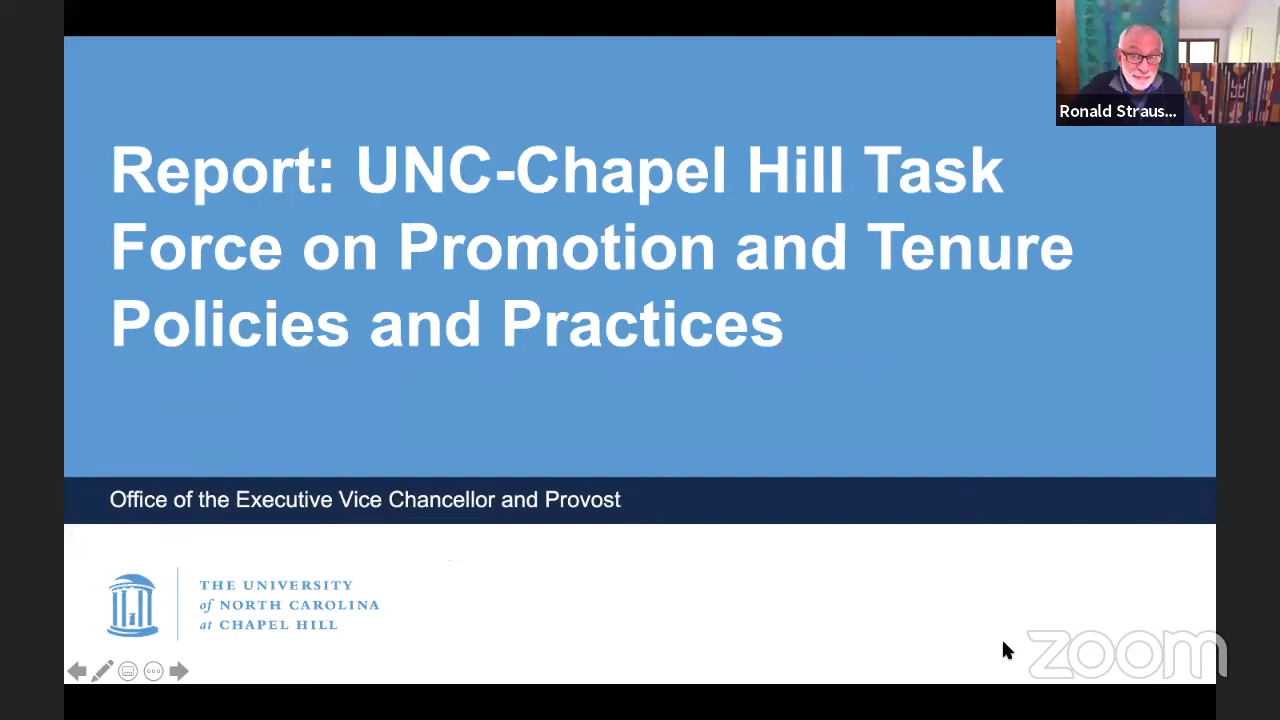 Ronald Straus...
Report: UNC-Chapel Hill Task
Force on Promotion and Tenure
Policies and Practices
Office of the Executive Vice Chancellor and Provost
THE UNIVERSITY
of NORTH CAROLINA
at CHAPEL HILL
zoom